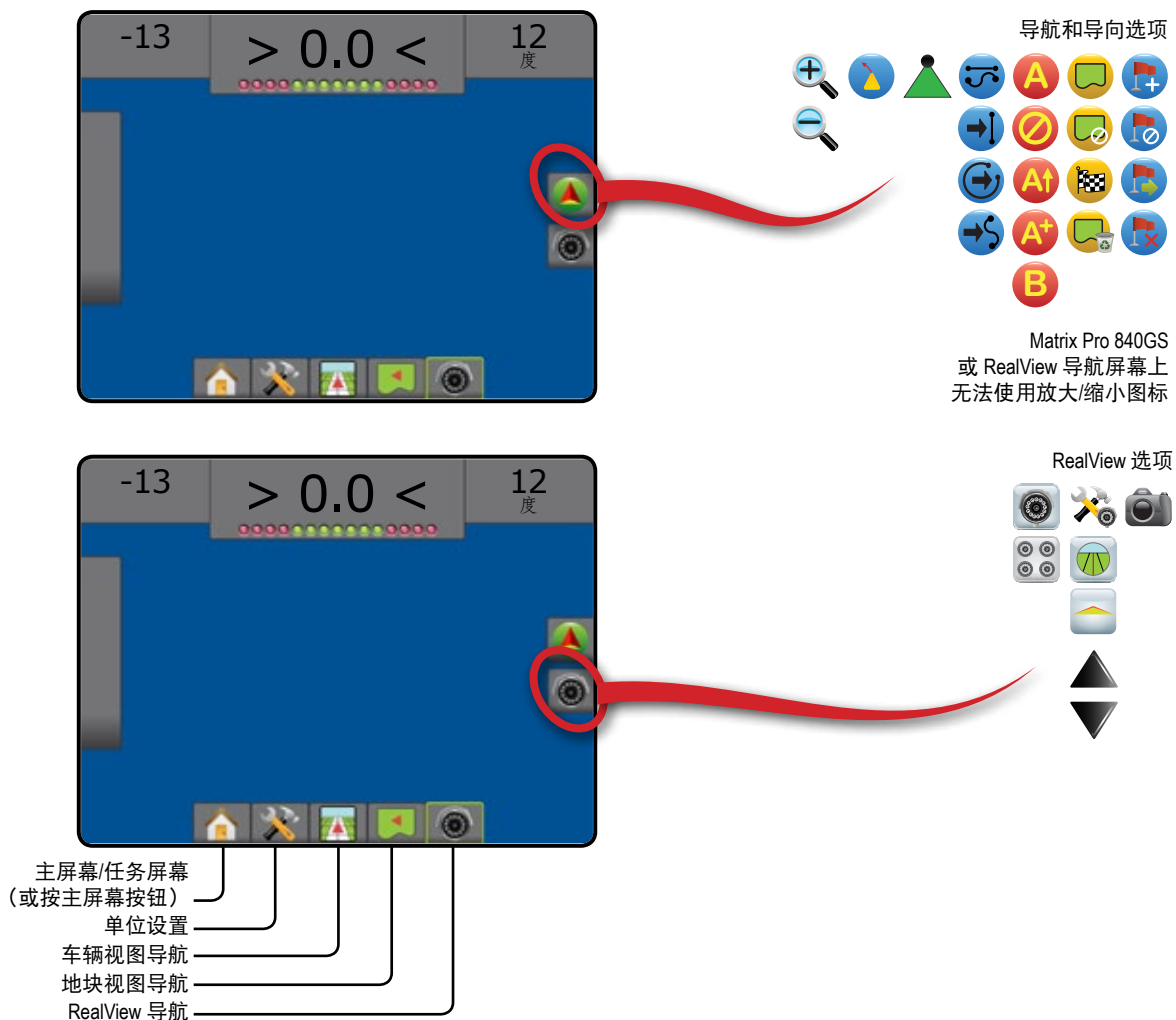 -13
> 0.0 <
12
度
导航和导向选项
A
A
A+
B
Matrix Pro 840GS
或 RealView 导航屏幕上
无法使用放大/缩小图标
-13
> 0.0 <
12
度
RealView 选项
主屏幕/任务屏幕
（或按主屏幕按钮）
单位设置
车辆视图导航
地块视图导航
RealView 导航